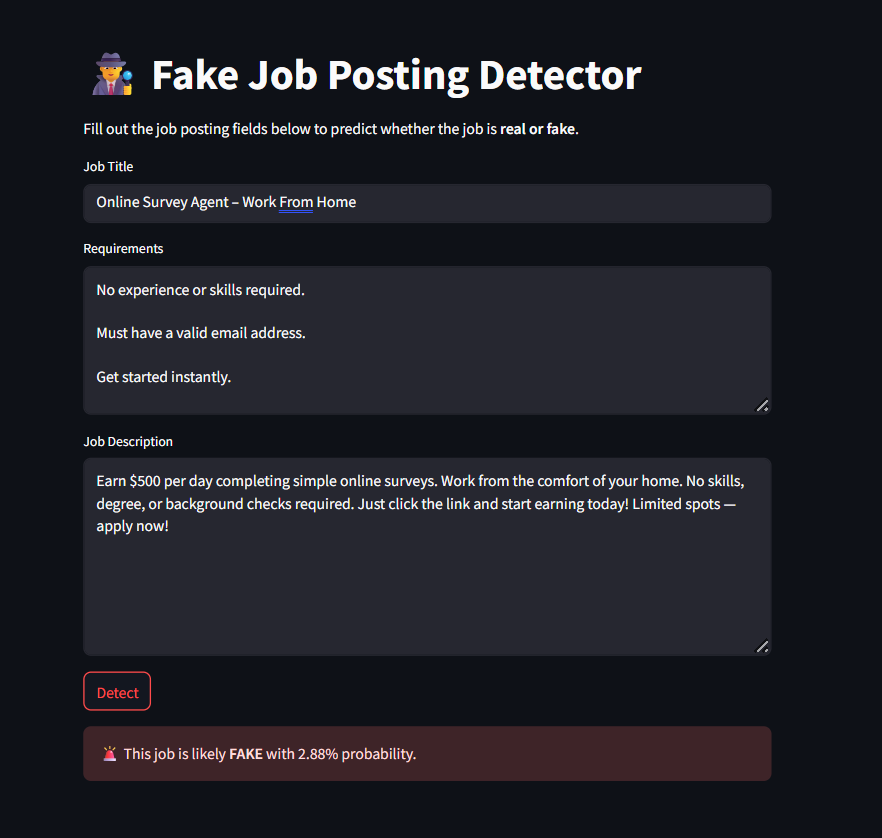 Fake Job Posting Detector
Fill out the job posting fields below to predict whether the job is real or fake.
Job Title
Online Survey Agent – Work From Home
Requirements
No experience or skills required.
Must have a valid email address.
Get started instantly.
Job Description
Earn $500 per day completing simple online surveys. Work from the comfort of your home. No skills,
degree, or background checks required. Just click the link and start earning today! Limited spots —
apply now!
Detect
This job is likely FAKE with 2.88% probability.